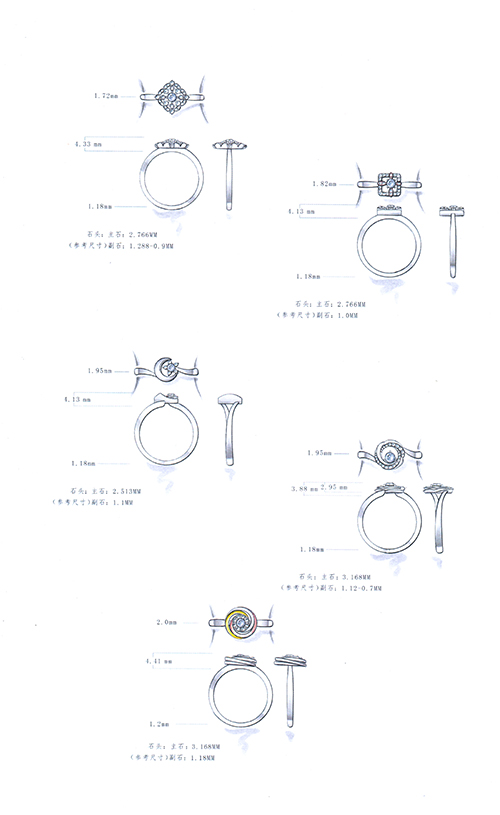 1.72mm
4.33 mm
1.18mm
石头：主石：2.766MM
(参考尺寸)副石：1.288-0.9MM
1.82mm
4.13 mm
1.18mm
石头：主石：2.766MM
(参考尺寸)副石：1.0MM
1.95mm
4.13 mm
1.18mm
石头：主石：2.513MM
(参考尺寸)副石：1.1MM
1.95mm
3.88 mm 2.95 mm
1.18mm
石头：主石：3.168MM
(参考尺寸)副石：1.12-0.7MM
2.0mm
4.41 mm
1.2mm
石头：主石：3.168MM
(参考尺寸)副石：1.18MM